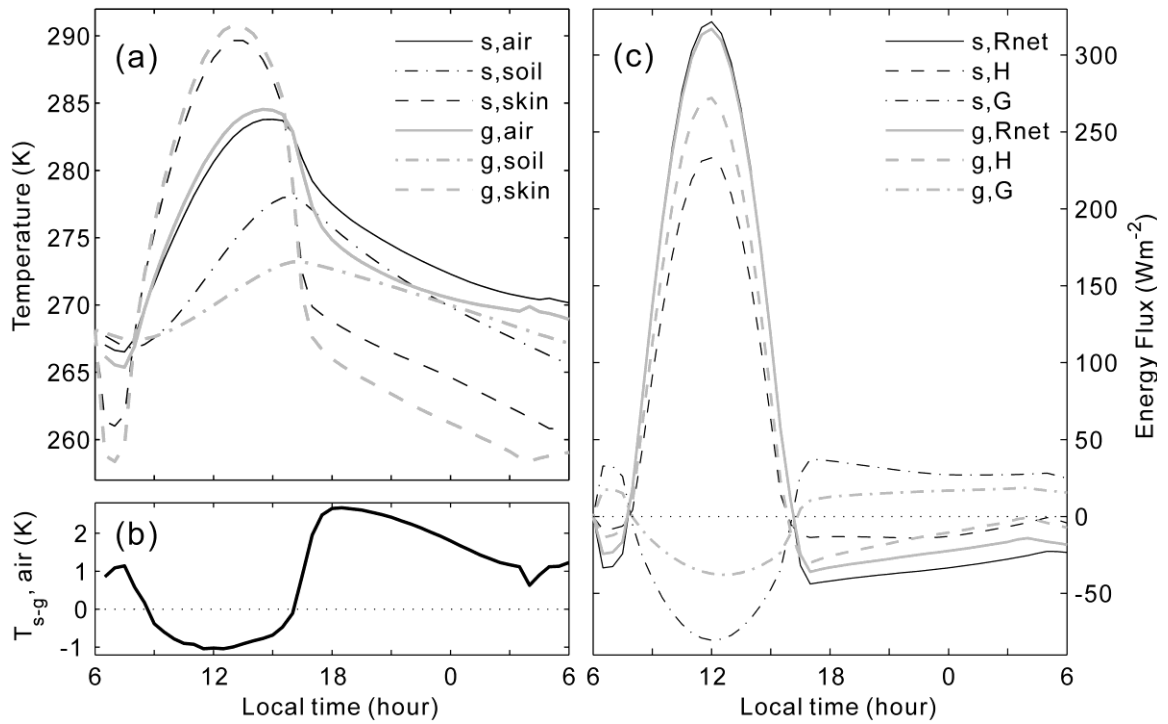 (a)
s,air
s,soil
s,skin
g,air
g,soil
g,skin
290
285
280
275
270
265
260
Temperature (K)
(b)
2
1
0
-1
T_{s-g}, air (K)
6 12 18 0 6
Local time (hour)
(c)
s,Rnet
s,H
s,G
g,Rnet
g,H
g,G
300
250
200
150
100
50
0
-50
Energy Flux (Wm^{-2})
6 12 18 0 6
Local time (hour)